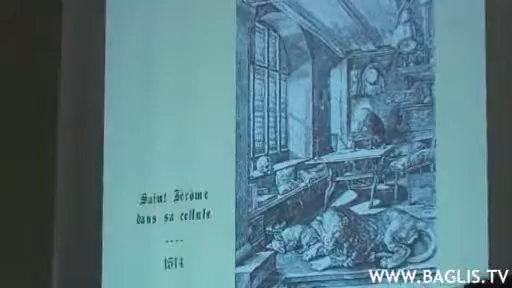 Saint Jérôme
dans sa cellule
----
1514
WWW.BAGLIS.TV